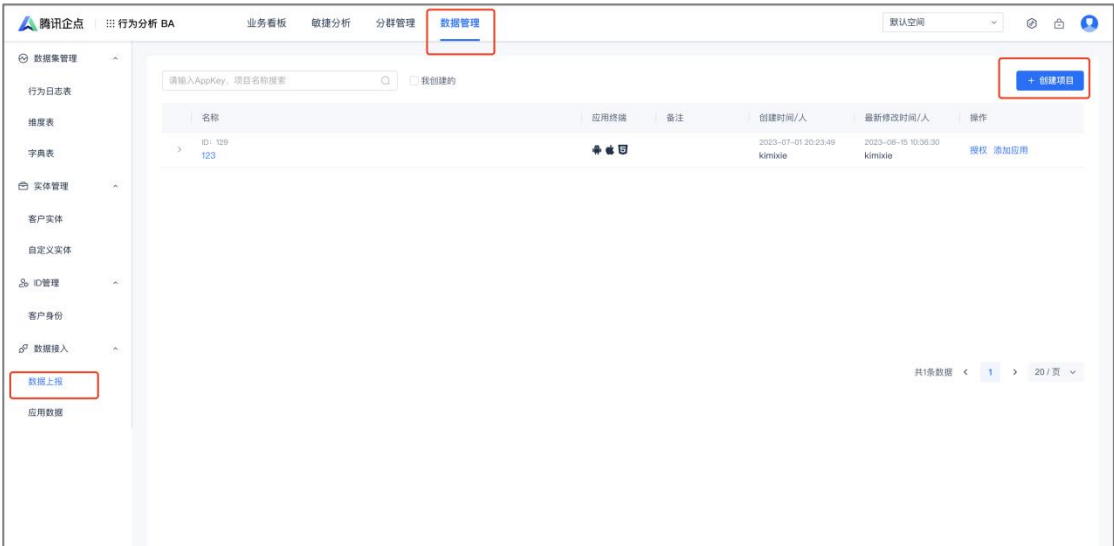 腾讯企点 行为分析 BA 业务看板 敏捷分析 分群管理 数据管理 默认空间
数据集管理
行为日志表
维度表
字典表
实体管理
客户实体
自定义实体
ID管理
客户身份
数据接入
数据上报
应用数据
请输入AppKey、项目名称搜索 我创建的 + 创建项目
名称 应用终端 备注 创建时间/人 最新修改时间/人 操作
ID: 129 2023-07-01 20:23:49 2023-08-15 10:36:30
123 kimixie kimixie 授权 添加应用
共1条数据 1 20 / 页